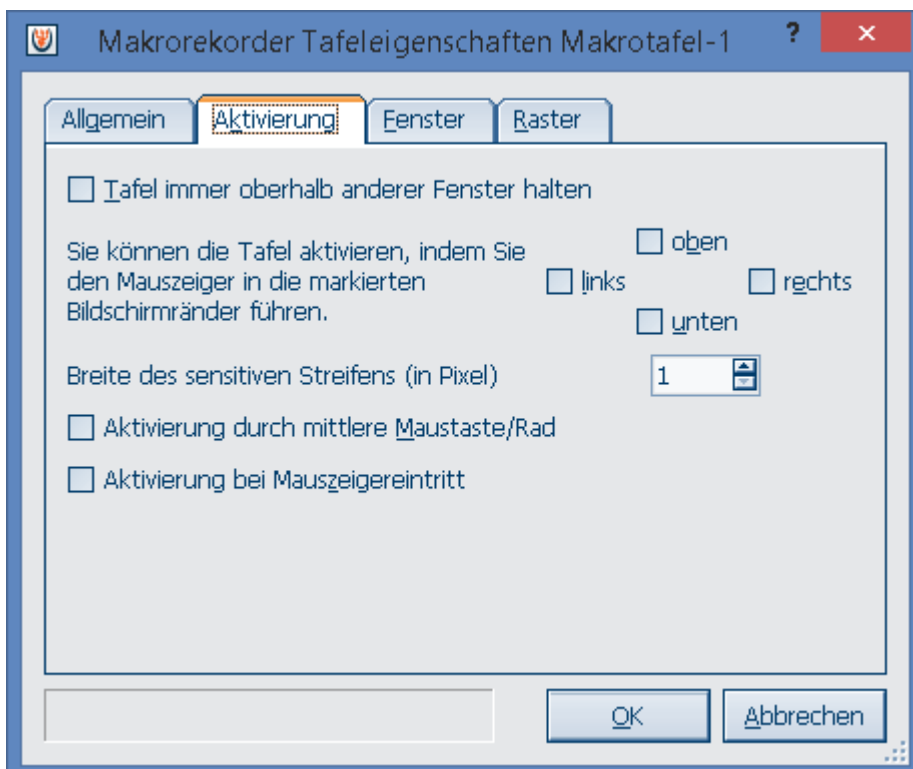 Makrorekorder Tafeleigenschaften Makrotafel-1 ? ×
Allgemein Aktivierung Fenster Raster
Tafel immer oberhalb anderer Fenster halten
Sie können die Tafel aktivieren, indem Sie
den Mauszeiger in die markierten
Bildschirmränder führen.
oben
links rechts
unten
Breite des sensitiven Streifens (in Pixel) 1
Aktivierung durch mittlere Maustaste/Rad
Aktivierung bei Mauszeigereintritt
OK Abbrechen